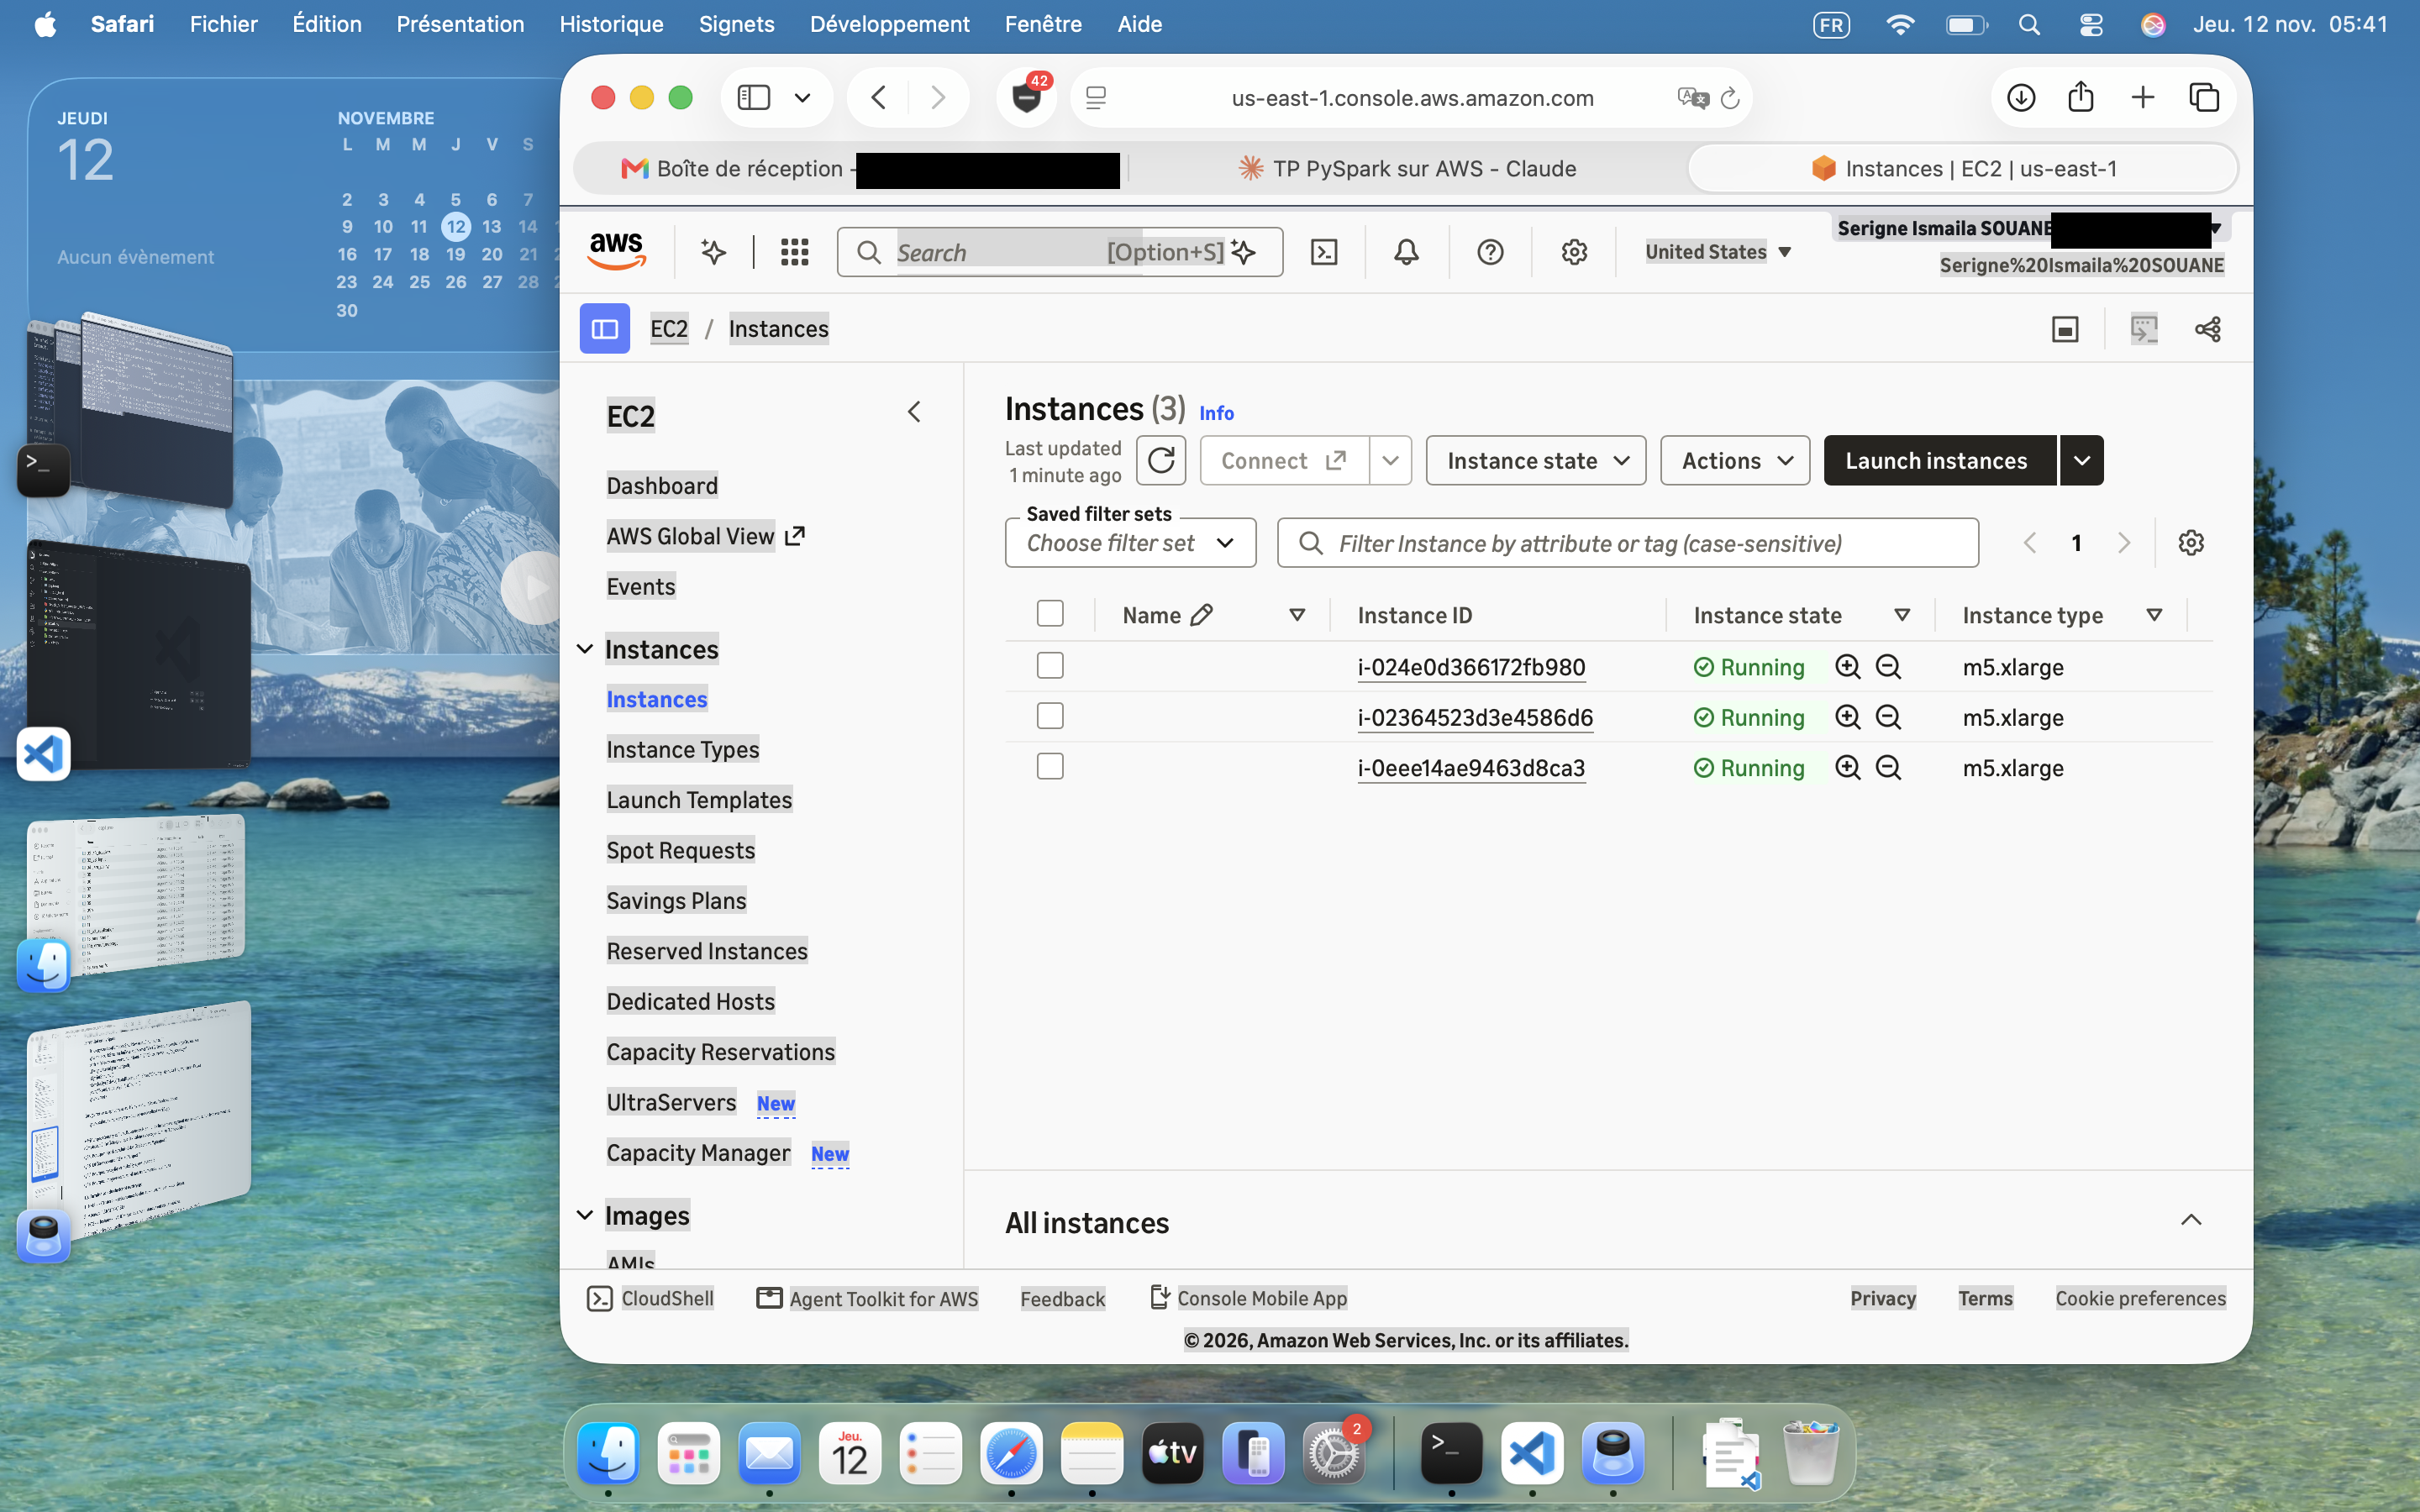 Safari Fichier Édition Présentation Historique Signets Développement Fenêtre Aide FR Jeu. 12 nov. 05:41
JEUDI
12
Aucun évènement
NOVEMBRE
L M M J V S
2 3 4 5 6 7
9 10 11 12 13 14
16 17 18 19 20 21
23 24 25 26 27 28
30
42
us-east-1.console.aws.amazon.com
Boîte de réception -
TP PySpark sur AWS - Claude
Instances | EC2 | us-east-1
aws
Search [Option+S]
United States
Serigne Ismaila SOUANE
Serigne%20Ismaila%20SOUANE
EC2 / Instances
EC2
Dashboard
AWS Global View
Events
Instances
Instances
Instance Types
Launch Templates
Spot Requests
Savings Plans
Reserved Instances
Dedicated Hosts
Capacity Reservations
UltraServers New
Capacity Manager New
Images
AMIs
Instances (3) Info
Last updated
1 minute ago
Connect
Instance state
Actions
Launch instances
Saved filter sets
Choose filter set
Filter Instance by attribute or tag (case-sensitive)
1
Name Instance ID Instance state Instance type
i-024e0d366172fb980 Running m5.xlarge
i-02364523d3e4586d6 Running m5.xlarge
i-0eee14ae9463d8ca3 Running m5.xlarge
All instances
CloudShell Agent Toolkit for AWS Feedback Console Mobile App Privacy Terms Cookie preferences
© 2026, Amazon Web Services, Inc. or its affiliates.
Jeu.
12
tv
2